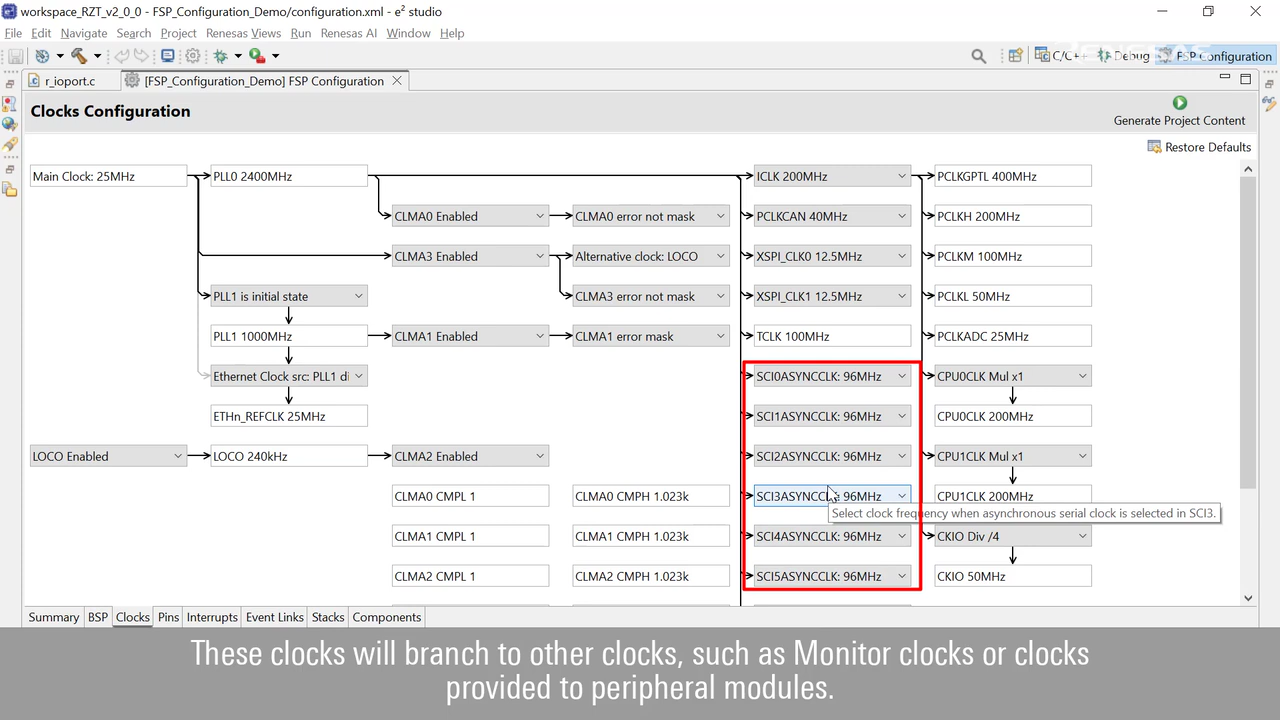 workspace_RZT_v2_0_0 - FSP_Configuration_Demo/configuration.xml - e² studio
File Edit Navigate Search Project Renesas Views Run Renesas AI Window Help
C/C++ Debug FSP Configuration
RENESAS
r_ioport.c [FSP_Configuration_Demo] FSP Configuration
Clocks Configuration
Generate Project Content
Restore Defaults
Main Clock: 25MHz PLL0 2400MHz ICLK 200MHz PCLKGPTL 400MHz
CLMA0 Enabled CLMA0 error not mask PCLKCAN 40MHz PCLKH 200MHz
CLMA3 Enabled Alternative clock: LOCO XSPI_CLK0 12.5MHz PCLKM 100MHz
PLL1 is initial state CLMA3 error not mask XSPI_CLK1 12.5MHz PCLKL 50MHz
PLL1 1000MHz CLMA1 Enabled CLMA1 error mask TCLK 100MHz PCLKADC 25MHz
Ethernet Clock src: PLL1 di SCI0ASYNCCLK: 96MHz CPU0CLK Mul x1
ETHn_REFCLK 25MHz SCI1ASYNCCLK: 96MHz CPU0CLK 200MHz
LOCO Enabled LOCO 240kHz CLMA2 Enabled SCI2ASYNCCLK: 96MHz CPU1CLK Mul x1
CLMA0 CMPL 1 CLMA0 CMPH 1.023k SCI3ASYNCCLK: 96MHz CPU1CLK 200MHz
Select clock frequency when asynchronous serial clock is selected in SCI3.
CLMA1 CMPL 1 CLMA1 CMPH 1.023k SCI4ASYNCCLK: 96MHz CKIO Div /4
CLMA2 CMPL 1 CLMA2 CMPH 1.023k SCI5ASYNCCLK: 96MHz CKIO 50MHz
Summary BSP Clocks Pins Interrupts Event Links Stacks Components
These clocks will branch to other clocks, such as Monitor clocks or clocks
provided to peripheral modules.